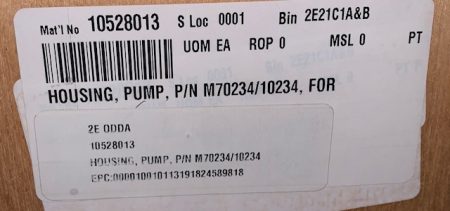 Mat'l No 10528013 S Loc 0001 Bin 2E21C1A&B
UOM EA ROP 0 MSL 0 PT
HOUSING, PUMP, P/N M70234/10234, FOR
2E ODDA
10528013
HOUSING, PUMP, P/N M70234/10234
EPC:000010010113191824589818